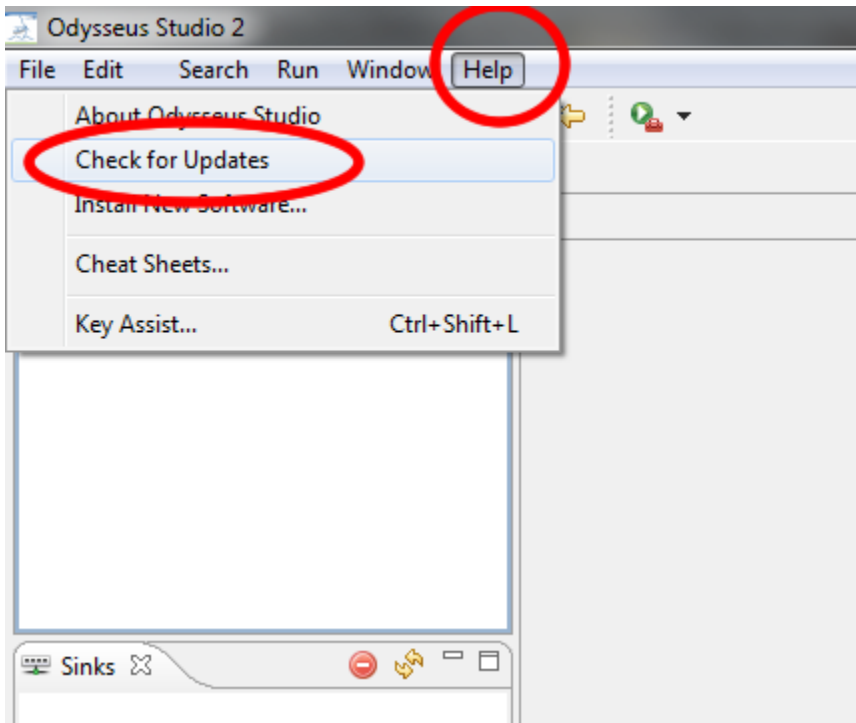 Odysseus Studio 2
File Edit Search Run Window Help
About Odysseus Studio
Check for Updates
Install New Software...
Cheat Sheets...
Key Assist... Ctrl+Shift+L
Sinks